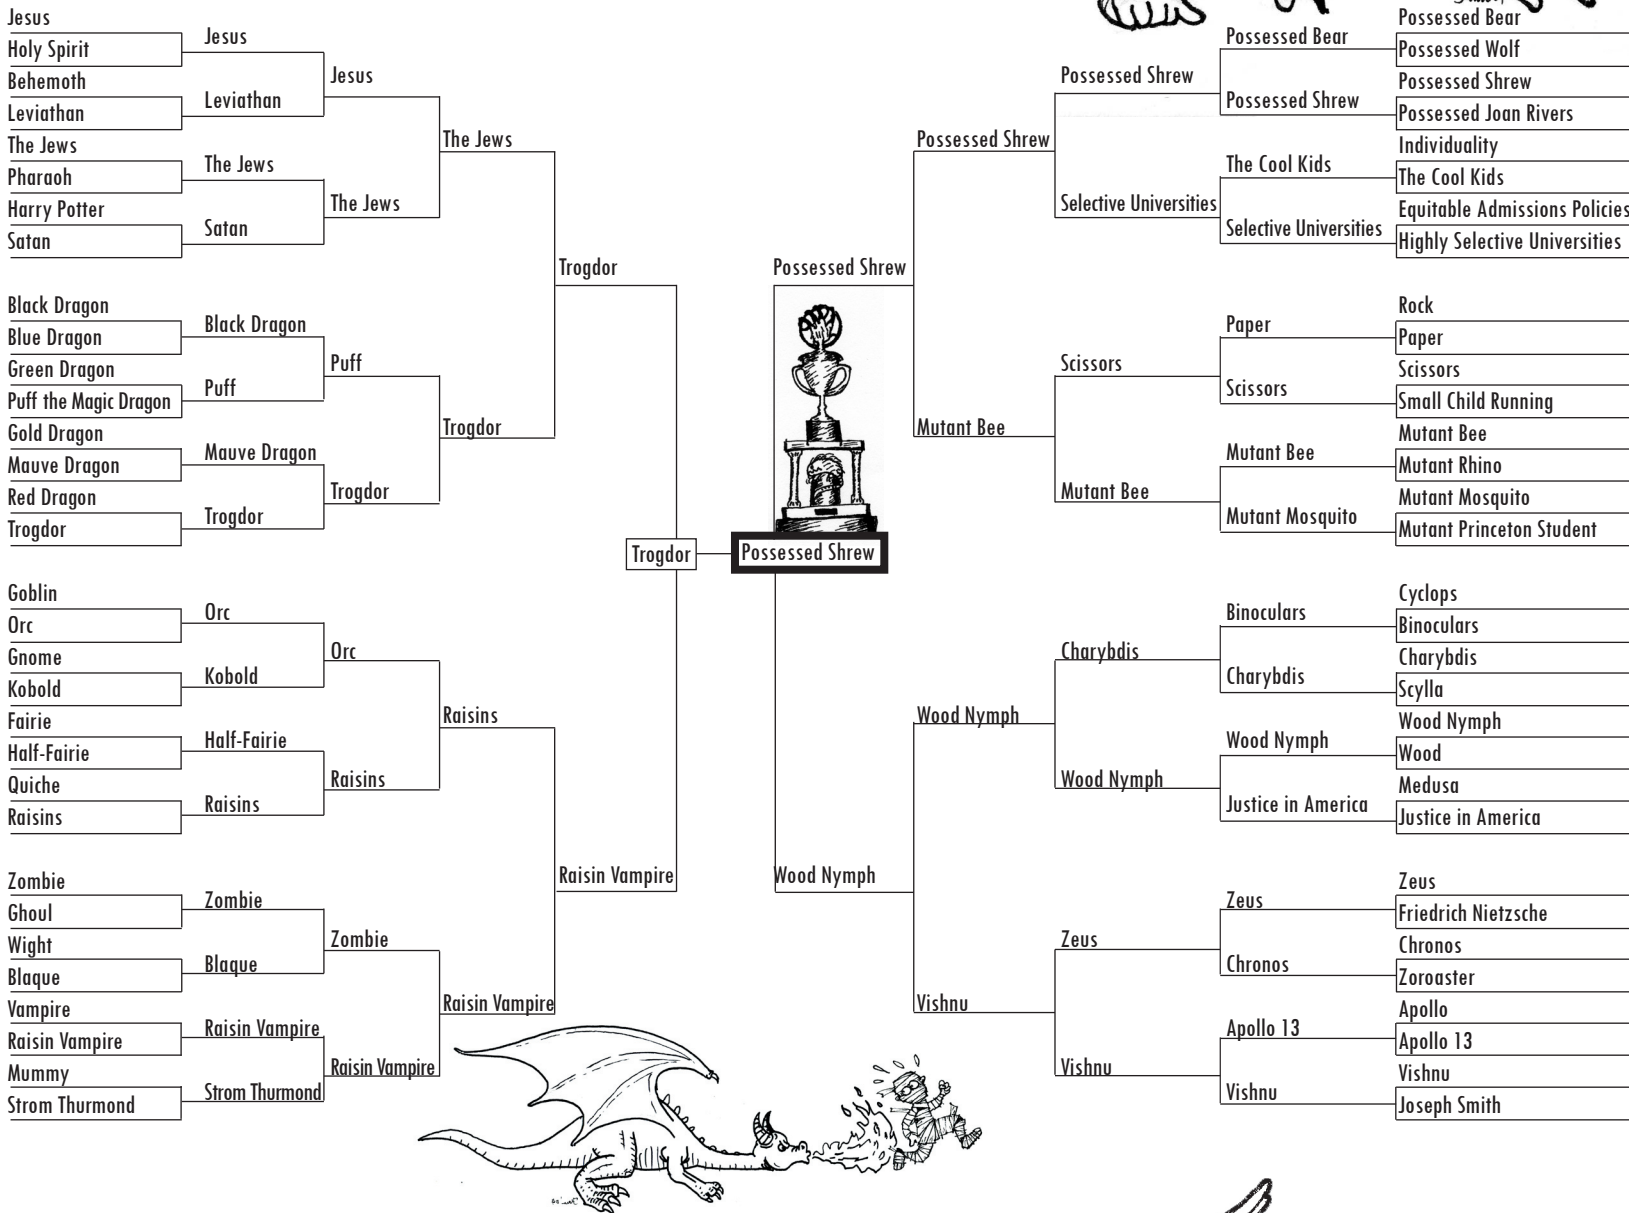 Jesus
Holy Spirit
Behemoth
Leviathan
The Jews
Pharaoh
Harry Potter
Satan
Black Dragon
Blue Dragon
Green Dragon
Puff the Magic Dragon
Gold Dragon
Mauve Dragon
Red Dragon
Trogdor
Goblin
Orc
Gnome
Kobold
Fairie
Half-Fairie
Quiche
Raisins
Zombie
Ghoul
Wight
Blaque
Vampire
Raisin Vampire
Mummy
Strom Thurmond
Jesus
Leviathan
The Jews
Satan
Black Dragon
Puff
Mauve Dragon
Trogdor
Orc
Kobold
Half-Fairie
Raisins
Zombie
Blaque
Raisin Vampire
Strom Thurmond
Jesus
The Jews
Puff
Trogdor
Orc
Raisins
Zombie
Raisin Vampire
The Jews
Trogdor
Raisins
Raisin Vampire
Trogdor
Raisin Vampire
Trogdor
Possessed Shrew
Possessed Shrew
Wood Nymph
Possessed Shrew
Mutant Bee
Wood Nymph
Vishnu
Possessed Shrew
Selective Universities
Scissors
Mutant Bee
Charybdis
Wood Nymph
Zeus
Vishnu
Possessed Bear
Possessed Shrew
The Cool Kids
Selective Universities
Paper
Scissors
Mutant Bee
Mutant Mosquito
Binoculars
Charybdis
Wood Nymph
Justice in America
Zeus
Chronos
Apollo 13
Vishnu
Possessed Bear
Possessed Wolf
Possessed Shrew
Possessed Joan Rivers
Individuality
The Cool Kids
Equitable Admissions Policies
Highly Selective Universities
Rock
Paper
Scissors
Small Child Running
Mutant Bee
Mutant Rhino
Mutant Mosquito
Mutant Princeton Student
Cyclops
Binoculars
Charybdis
Scylla
Wood Nymph
Wood
Medusa
Justice in America
Zeus
Friedrich Nietzsche
Chronos
Zoroaster
Apollo
Apollo 13
Vishnu
Joseph Smith